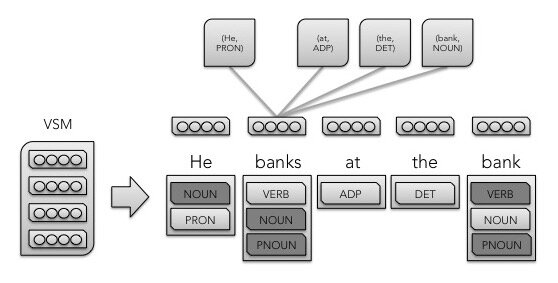 (He,
PRON)
(at,
ADP)
(the,
DET)
(bank,
NOUN)
VSM
He banks at the bank
NOUN VERB ADP DET VERB
PRON NOUN NOUN
PNOUN PNOUN